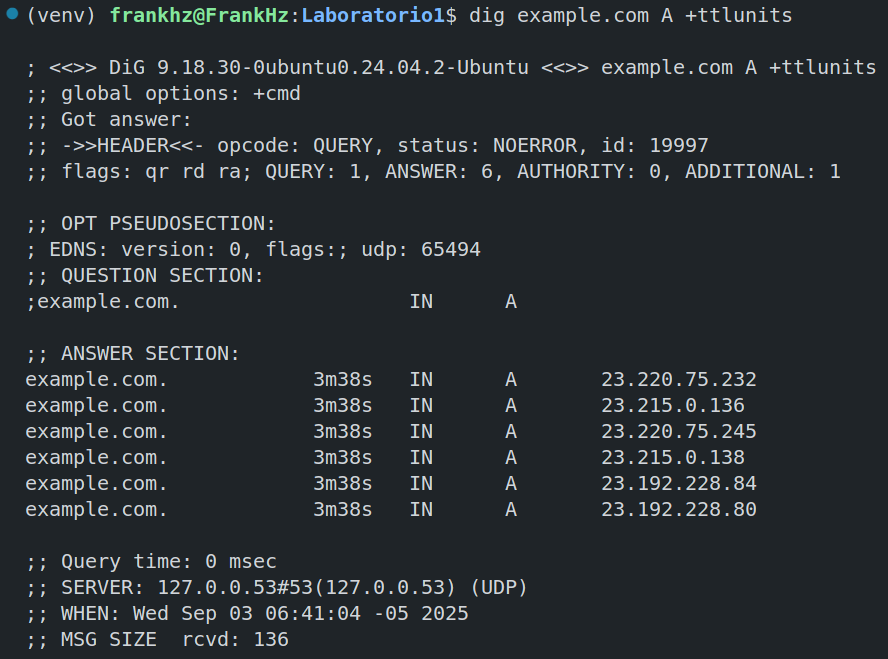 (venv) frankhz@FrankHz:Laboratorio1$ dig example.com A +ttlunits
; <<>> DiG 9.18.30-0ubuntu0.24.04.2-Ubuntu <<>> example.com A +ttlunits
;; global options: +cmd
;; Got answer:
;; ->>HEADER<<- opcode: QUERY, status: NOERROR, id: 19997
;; flags: qr rd ra; QUERY: 1, ANSWER: 6, AUTHORITY: 0, ADDITIONAL: 1
;; OPT PSEUDOSECTION:
; EDNS: version: 0, flags:; udp: 65494
;; QUESTION SECTION:
;example.com. IN A
;; ANSWER SECTION:
example.com. 3m38s IN A 23.220.75.232
example.com. 3m38s IN A 23.215.0.136
example.com. 3m38s IN A 23.220.75.245
example.com. 3m38s IN A 23.215.0.138
example.com. 3m38s IN A 23.192.228.84
example.com. 3m38s IN A 23.192.228.80
;; Query time: 0 msec
;; SERVER: 127.0.0.53#53(127.0.0.53) (UDP)
;; WHEN: Wed Sep 03 06:41:04 -05 2025
;; MSG SIZE  rcvd: 136